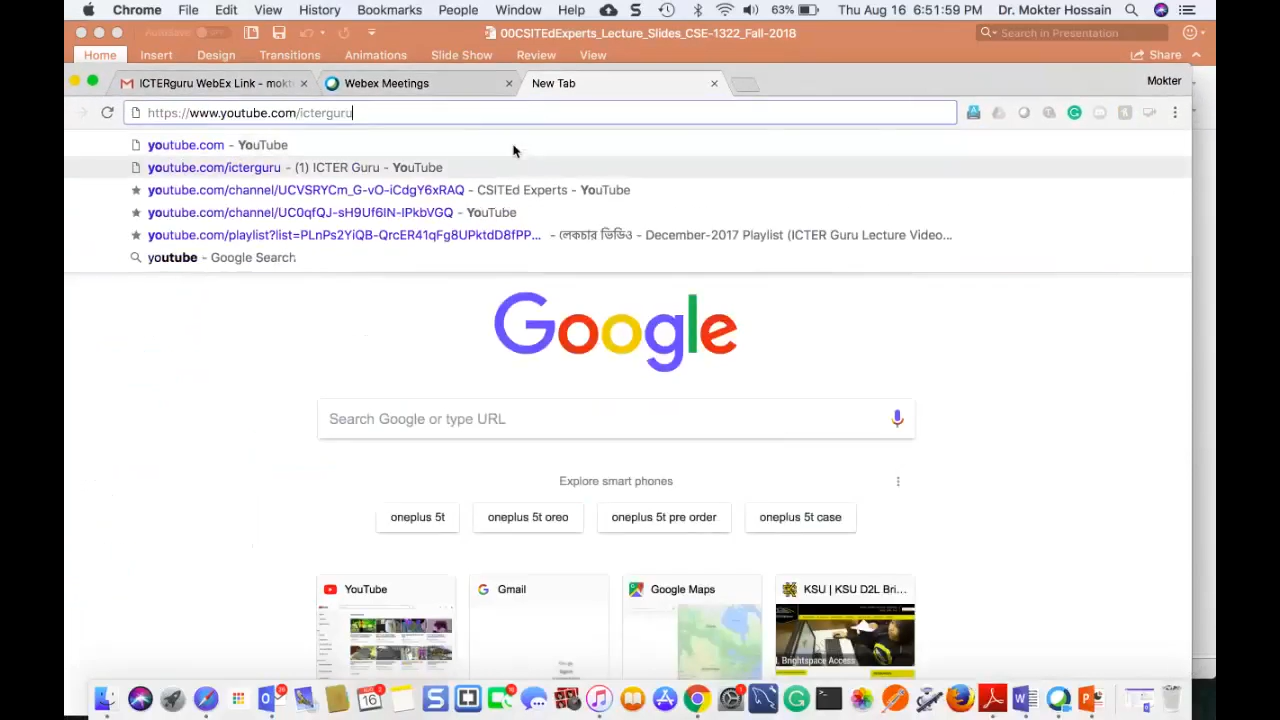 Chrome File Edit View History Bookmarks People Window Help 63% Thu Aug 16 6:51:59 PM Dr. Mokter Hossain
00CSITEdExperts_Lecture_Slides_CSE-1322_Fall-2018 Search in Presentation
Home Insert Design Transitions Animations Slide Show Review View Share
ICTERguru WebEx Link - mokt Webex Meetings New Tab Mokter
https://www.youtube.com/icterguru
youtube.com - YouTube
youtube.com/icterguru - (1) ICTER Guru - YouTube
youtube.com/channel/UCVSRYCm_G-vO-iCdgY6xRAQ - CSITEd Experts - YouTube
youtube.com/channel/UC0qfQJ-sH9Uf6IN-IPkbVGQ - YouTube
youtube.com/playlist?list=PLnPs2YiQB-QrcER41qFg8UPktdD8fPP... - লেকচার ভিডিও - December-2017 Playlist (ICTER Guru Lecture Video...
youtube - Google Search
Google
Search Google or type URL
Explore smart phones
oneplus 5t oneplus 5t oreo oneplus 5t pre order oneplus 5t case
YouTube Gmail Google Maps KSU | KSU D2L Bri...
Brightspace Access
16